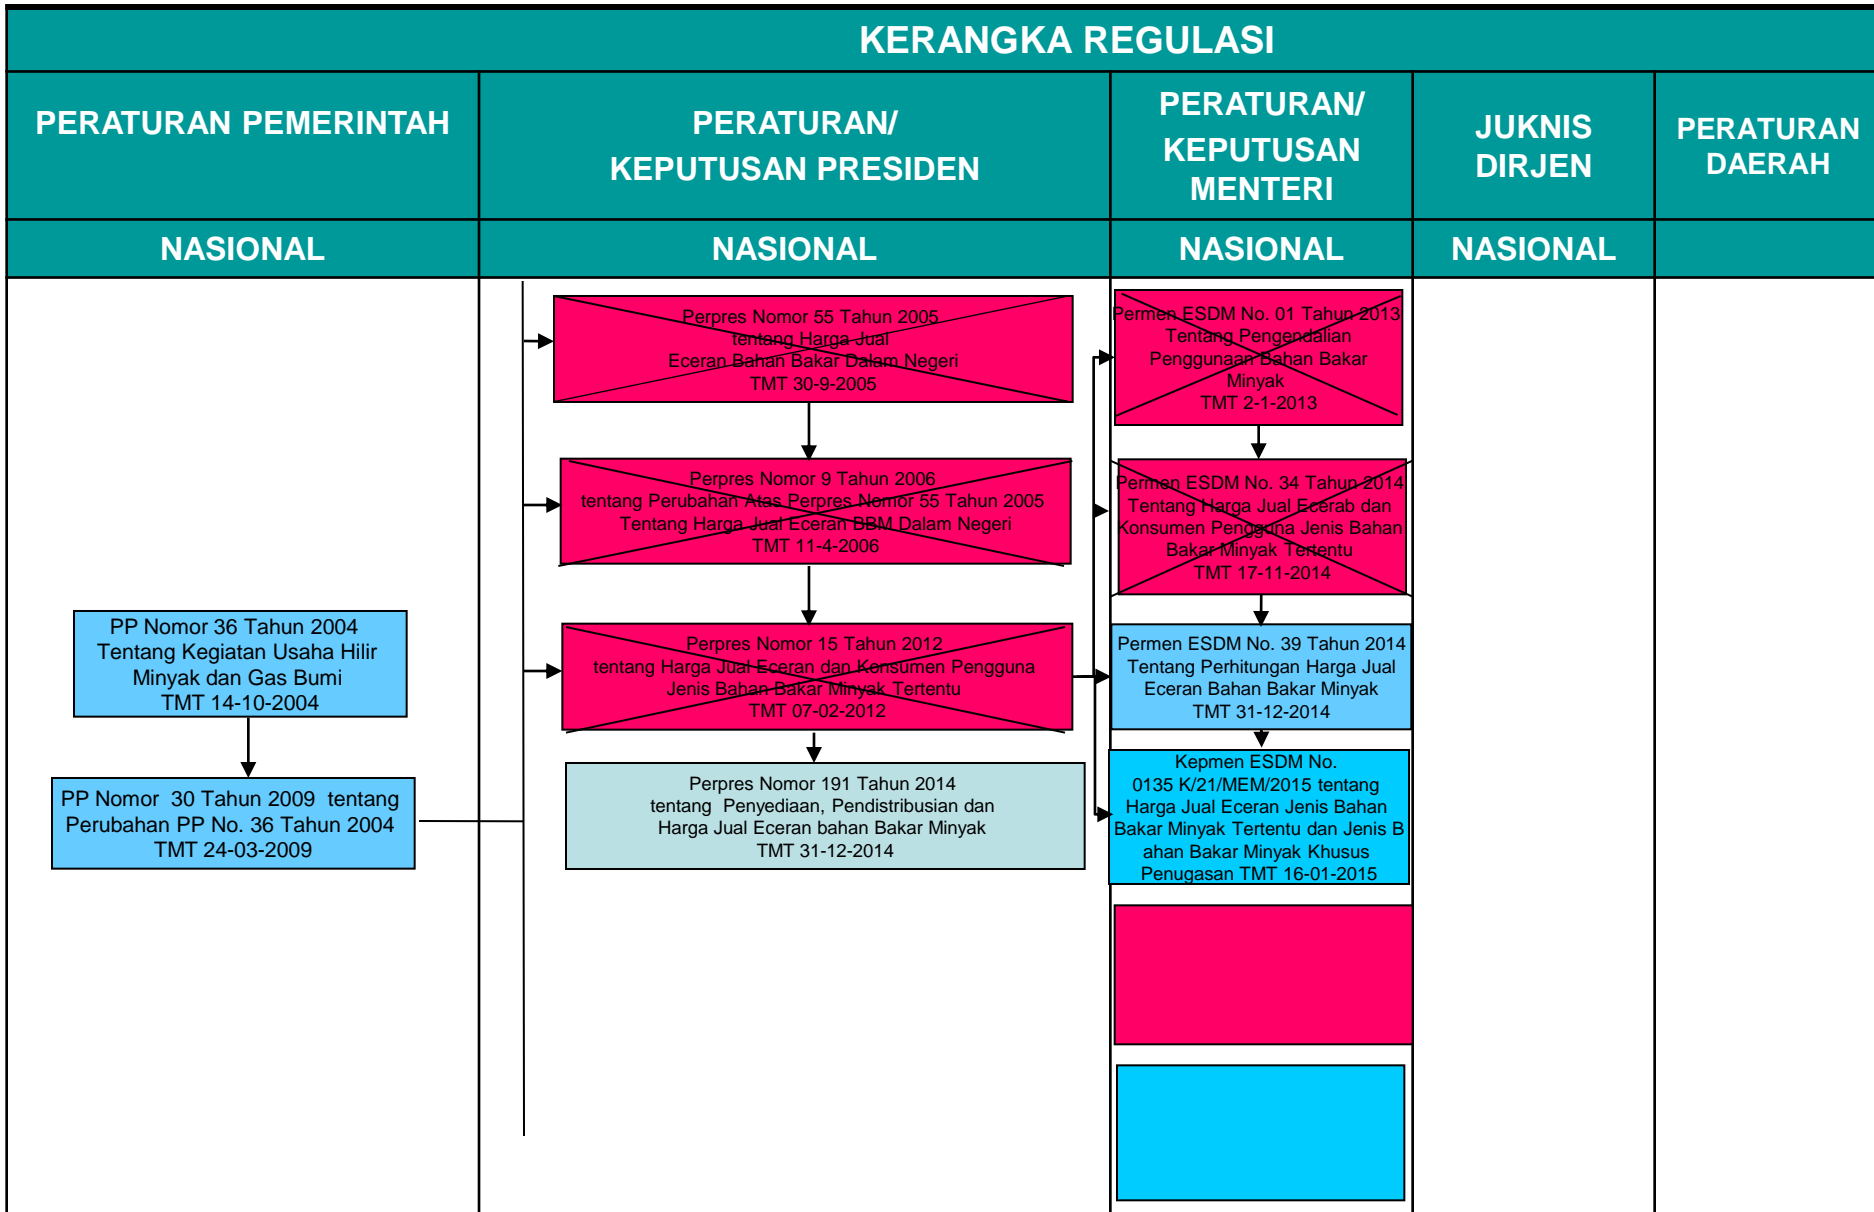 KERANGKA REGULASI
PERATURAN PEMERINTAH
PERATURAN/
KEPUTUSAN PRESIDEN
PERATURAN/
KEPUTUSAN
MENTERI
JUKNIS
DIRJEN
PERATURAN
DAERAH
NASIONAL
NASIONAL
NASIONAL
NASIONAL
PP Nomor 36 Tahun 2004
Tentang Kegiatan Usaha Hilir
Minyak dan Gas Bumi
TMT 14-10-2004
PP Nomor 30 Tahun 2009 tentang
Perubahan PP No. 36 Tahun 2004
TMT 24-03-2009
Perpres Nomor 55 Tahun 2005
tentang Harga Jual
Eceran Bahan Bakar Dalam Negeri
TMT 30-9-2005
Perpres Nomor 9 Tahun 2006
tentang Perubahan Atas Perpres Nomor 55 Tahun 2005
Tentang Harga Jual Eceran BBM Dalam Negeri
TMT 11-4-2006
Perpres Nomor 15 Tahun 2012
tentang Harga Jual Eceran dan Konsumen Pengguna
Jenis Bahan Bakar Minyak Tertentu
TMT 07-02-2012
Perpres Nomor 191 Tahun 2014
tentang Penyediaan, Pendistribusian dan
Harga Jual Eceran bahan Bakar Minyak
TMT 31-12-2014
Permen ESDM No. 01 Tahun 2013
Tentang Pengendalian
Penggunaan Bahan Bakar
Minyak
TMT 2-1-2013
Permen ESDM No. 34 Tahun 2014
Tentang Harga Jual Ecerab dan
Konsumen Pengguna Jenis Bahan
Bakar Minyak Tertentu
TMT 17-11-2014
Permen ESDM No. 39 Tahun 2014
Tentang Perhitungan Harga Jual
Eceran Bahan Bakar Minyak
TMT 31-12-2014
Kepmen ESDM No.
0135 K/21/MEM/2015 tentang
Harga Jual Eceran Jenis Bahan
Bakar Minyak Tertentu dan Jenis B
ahan Bakar Minyak Khusus
Penugasan TMT 16-01-2015